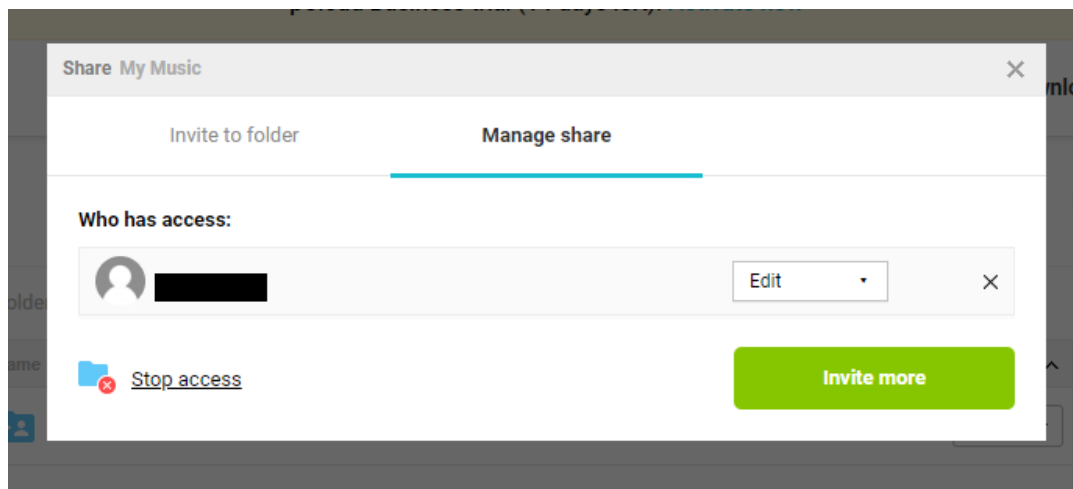 Share My Music
Invite to folder
Manage share
Who has access:
Edit
Stop access
Invite more